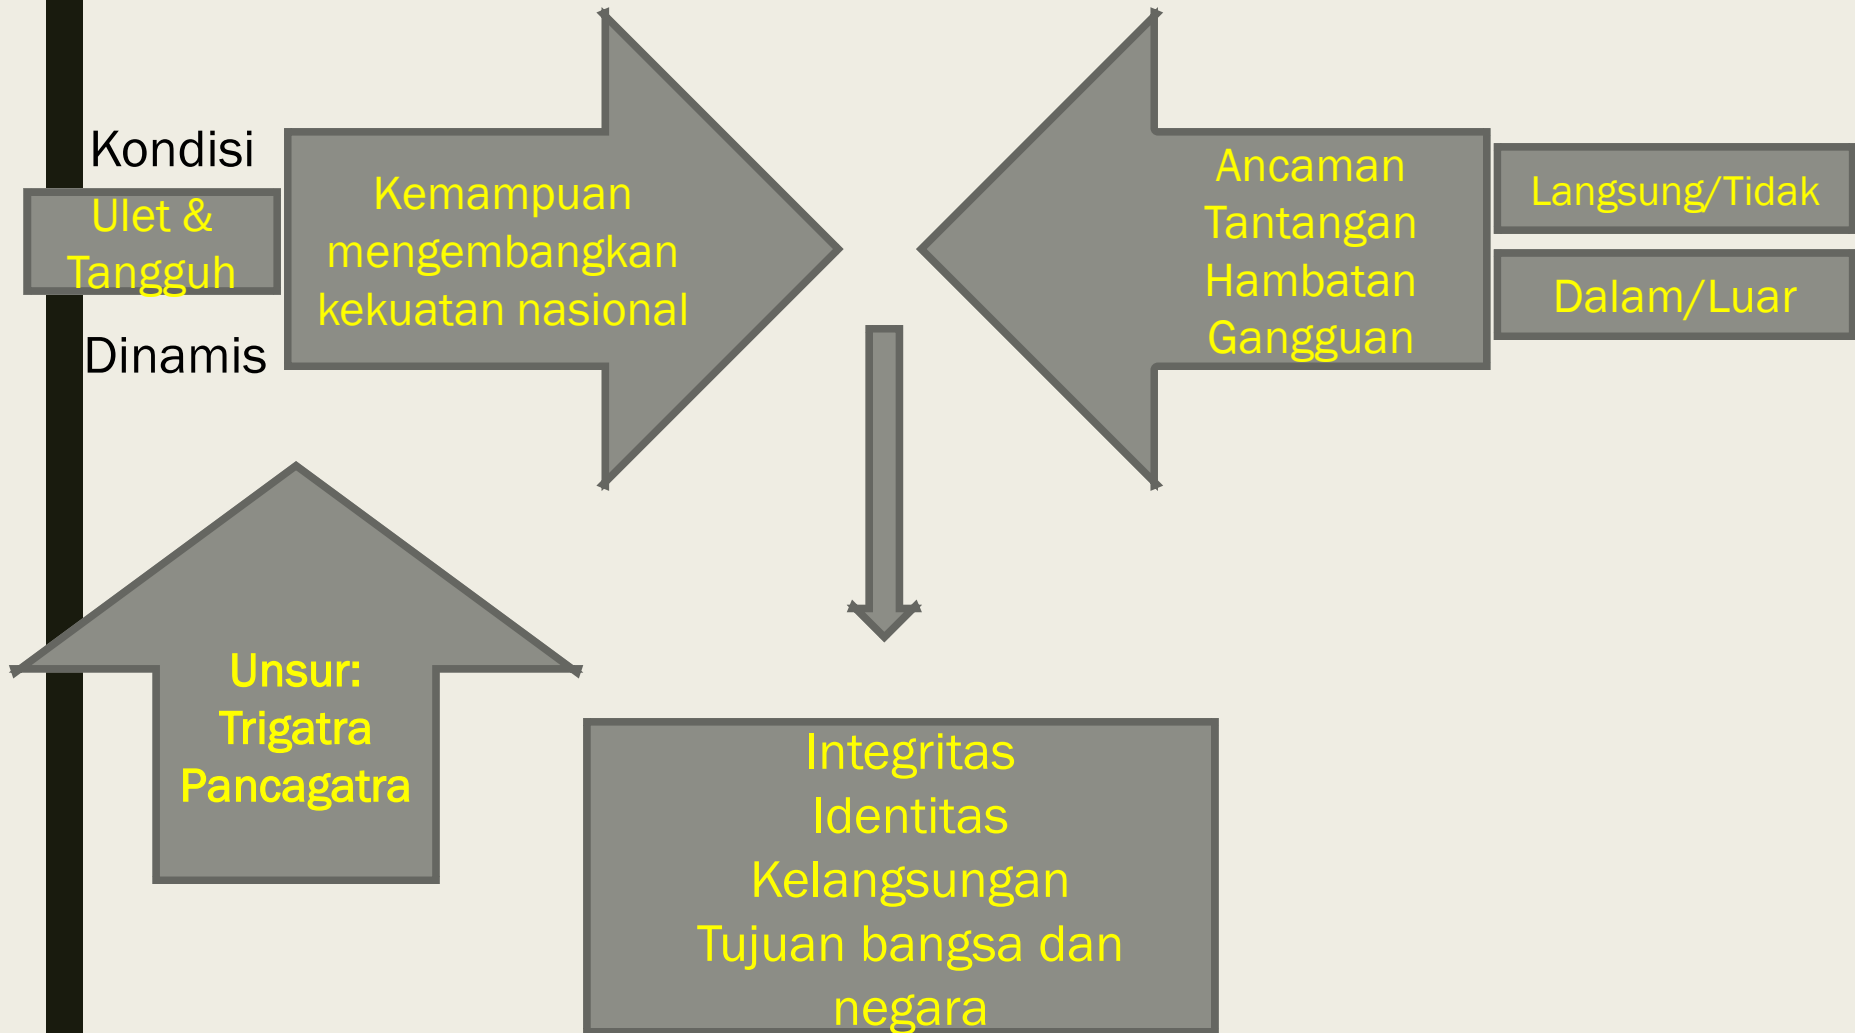 Kondisi
Ulet &
Tangguh
Dinamis
Kemampuan
mengembangkan
kekuatan nasional
Ancaman
Tantangan
Hambatan
Gangguan
Langsung/Tidak
Dalam/Luar
Unsur:
Trigatra
Pancagatra
Integritas
Identitas
Kelangsungan
Tujuan bangsa dan
negara